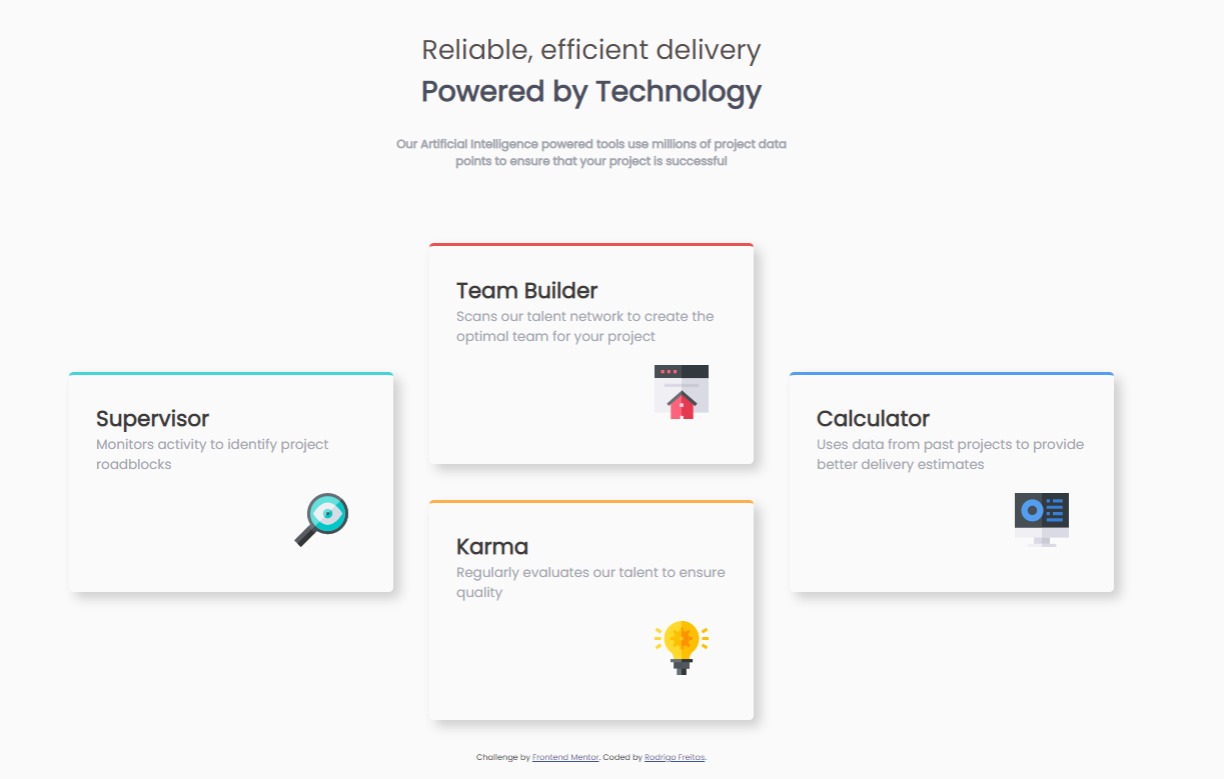 Reliable, efficient delivery
Powered by Technology
Our Artificial Intelligence powered tools use millions of project data
points to ensure that your project is successful
Team Builder
Scans our talent network to create the
optimal team for your project
Supervisor
Monitors activity to identify project
roadblocks
Calculator
Uses data from past projects to provide
better delivery estimates
Karma
Regularly evaluates our talent to ensure
quality
Challenge by Frontend Mentor. Coded by Rodrigo Freitas.